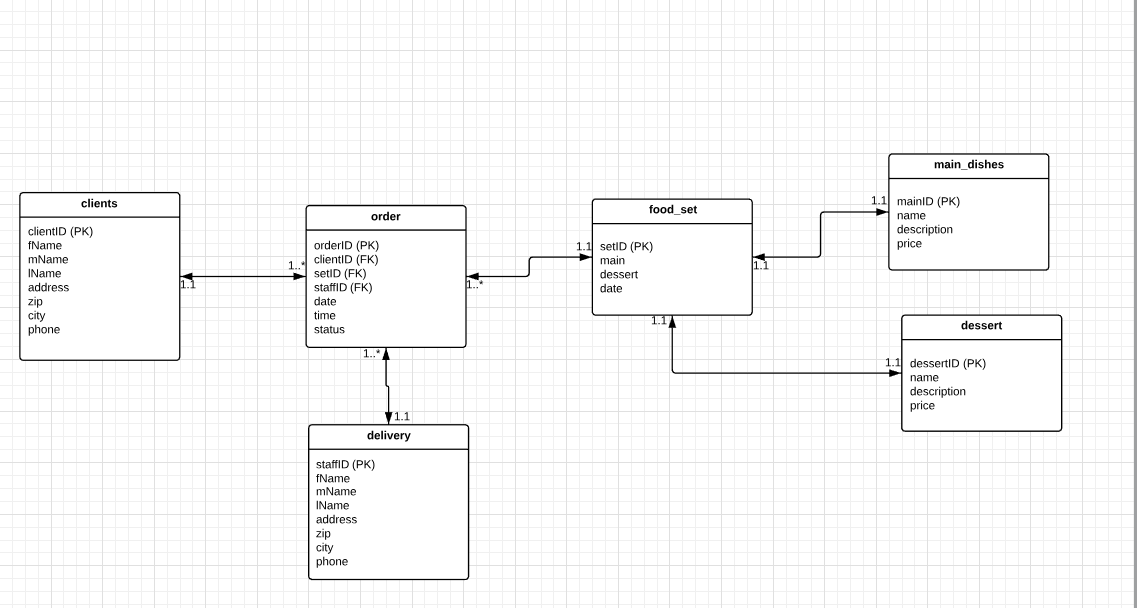 clients
clientID (PK)
fName
mName
lName
address
zip
city
phone
1.1
1..*
order
orderID (PK)
clientID (FK)
setID (FK)
staffID (FK)
date
time
status
1..*
1.1
1..*
1.1
delivery
staffID (PK)
fName
mName
lName
address
zip
city
phone
food_set
setID (PK)
main
dessert
date
1.1
1.1
main_dishes
mainID (PK)
name
description
price
1.1
1.1
dessert
dessertID (PK)
name
description
price